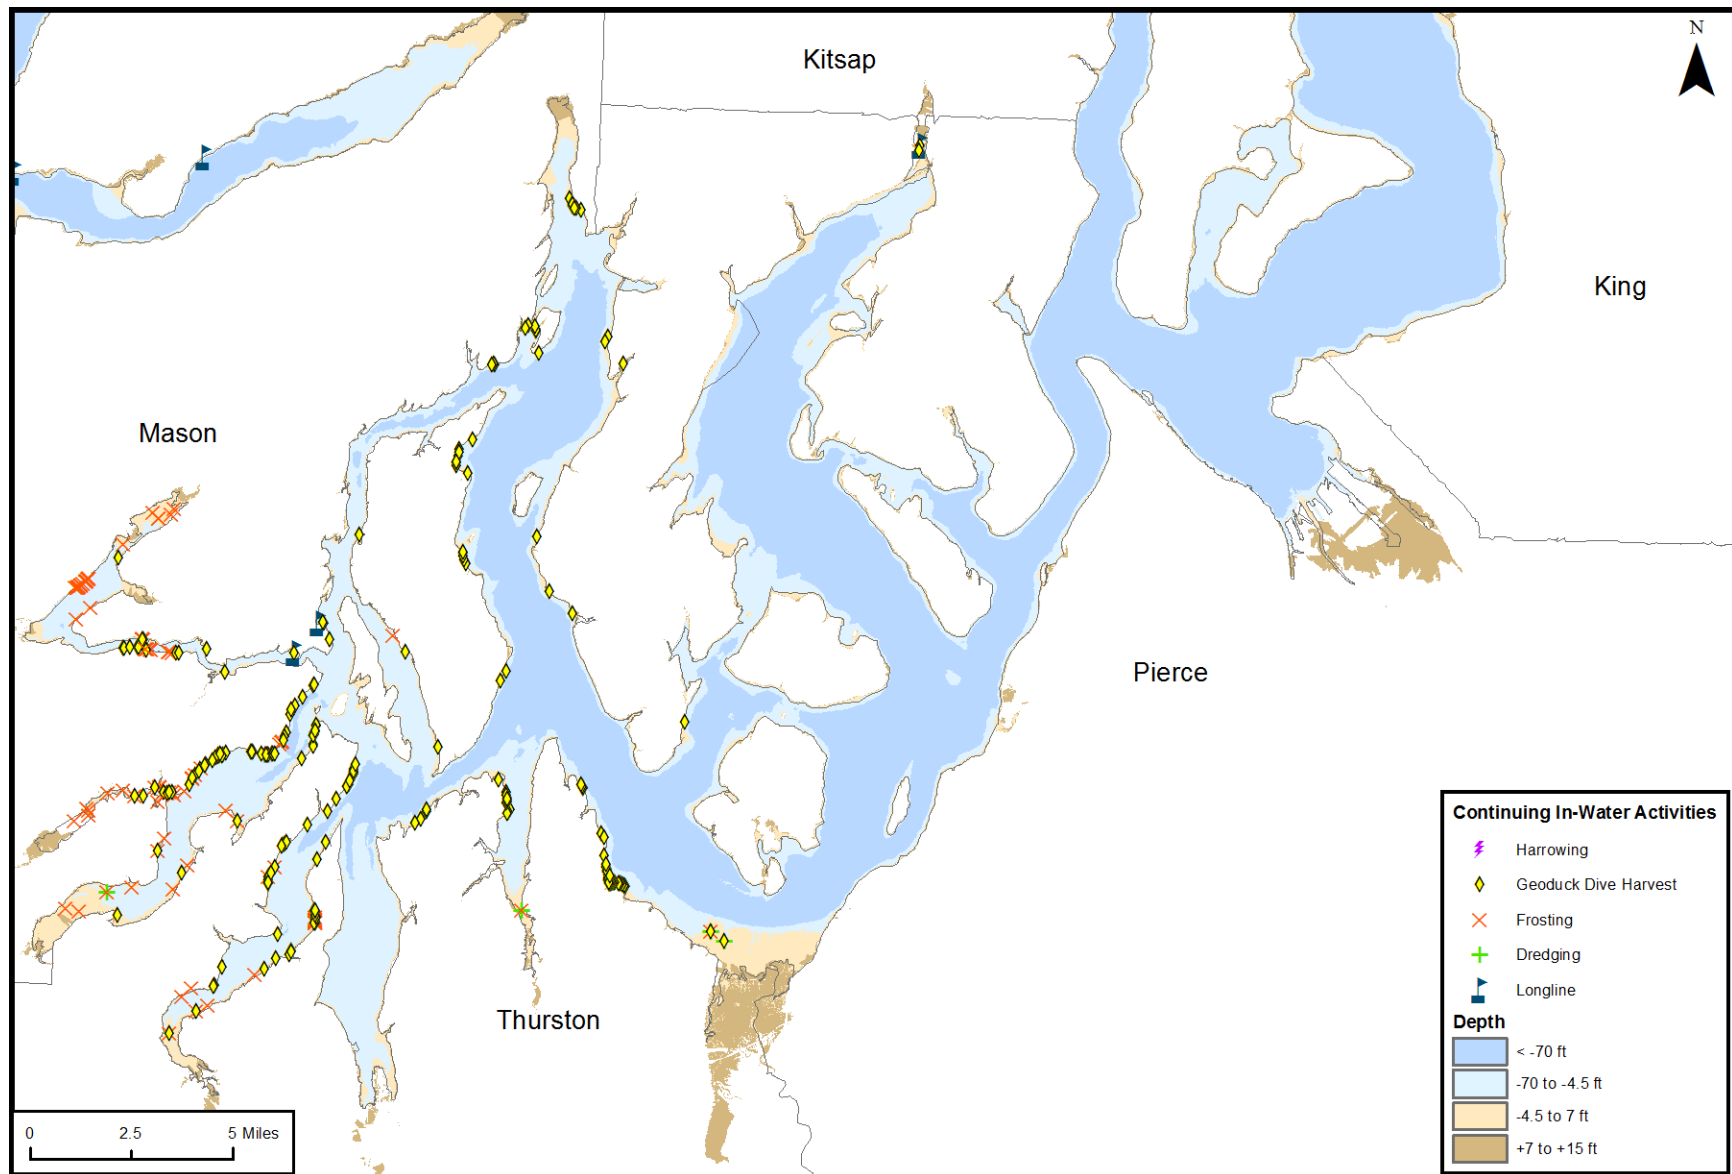 N
Kitsap
King
Mason
Pierce
Thurston
Continuing In-Water Activities
Harrowing
Geoduck Dive Harvest
Frosting
Dredging
Longline
Depth
< -70 ft
-70 to -4.5 ft
-4.5 to 7 ft
+7 to +15 ft
0 2.5 5 Miles